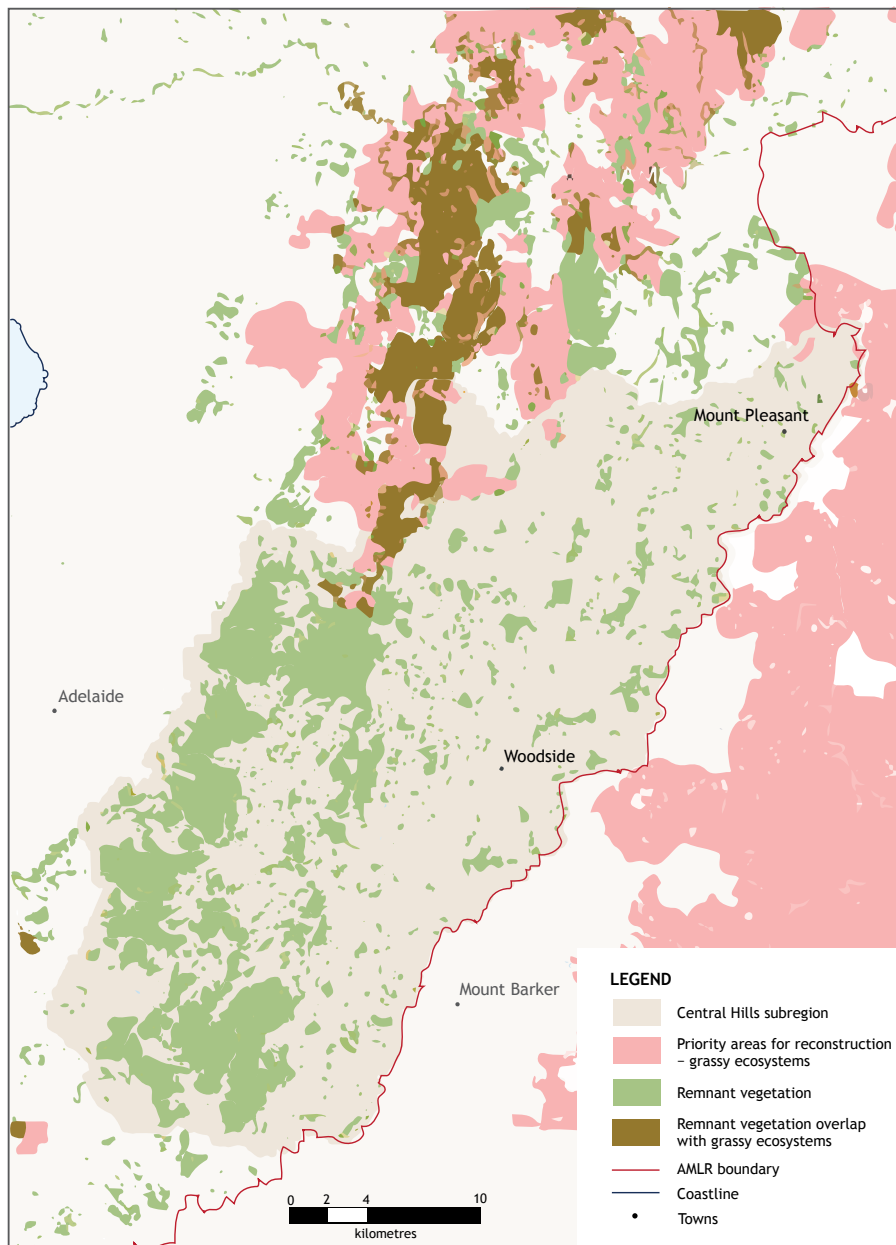 Mount Pleasant
Adelaide
Woodside
Mount Barker
LEGEND
Central Hills subregion
Priority areas for reconstruction
– grassy ecosystems
Remnant vegetation
Remnant vegetation overlap
with grassy ecosystems
AMLR boundary
Coastline
Towns
0 2 4 10
kilometres